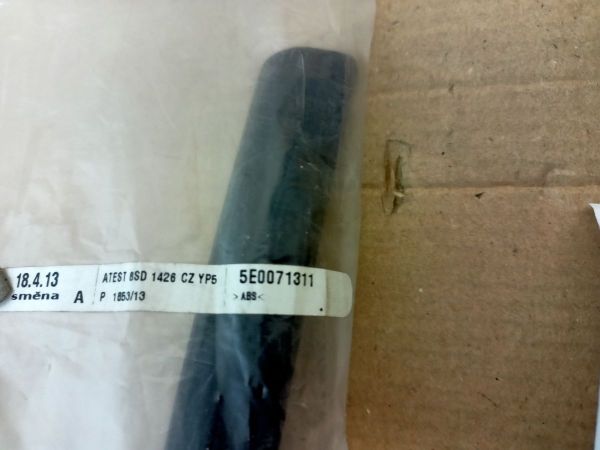 18.4.13
směna A
ATEST 8SD 1426 CZ YP5
P 1853/13
5E0071311
>ABS<